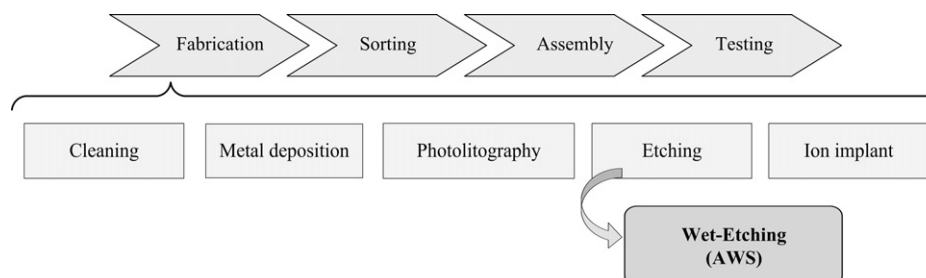 Fabrication Sorting Assembly Testing
Cleaning Metal deposition Photolitography Etching Ion implant
Wet-Etching
(AWS)